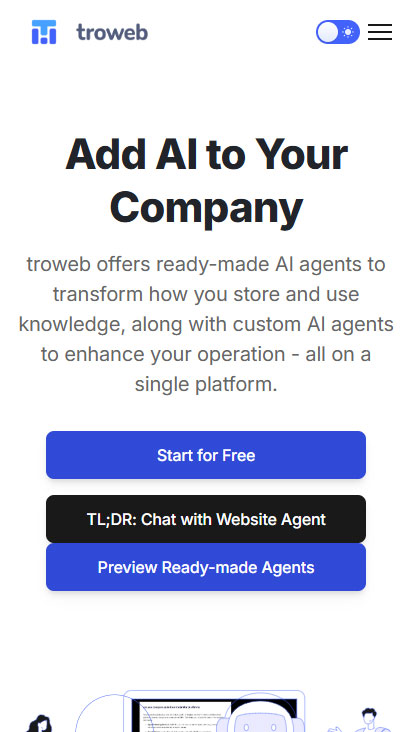 troweb
Add AI to Your
Company
troweb offers ready-made AI agents to
transform how you store and use
knowledge, along with custom AI agents
to enhance your operation - all on a
single platform.
Start for Free
TL;DR: Chat with Website Agent
Preview Ready-made Agents